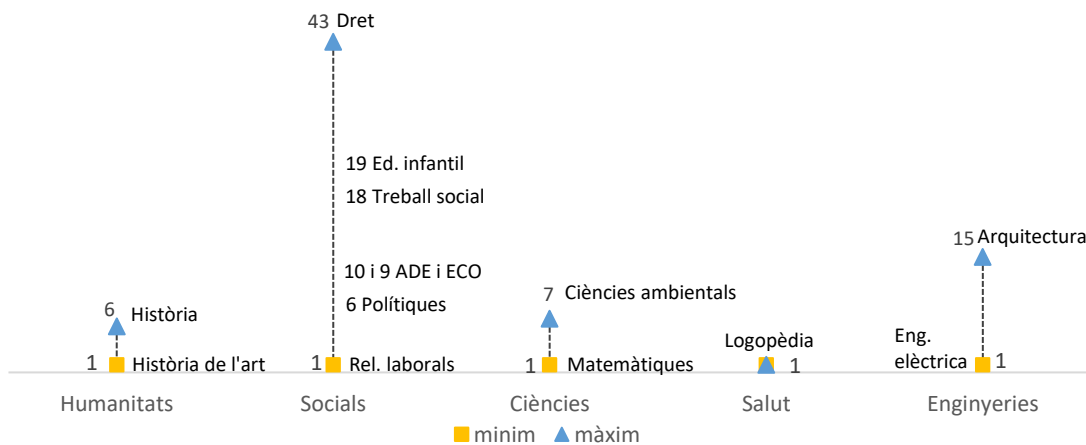 43 Dret
19 Ed. infantil
18 Treball social
15 Arquitectura
10 i 9 ADE i ECO
7 Ciències ambientals
6 Polítiques
6 Història
Logopèdia
Eng.
elèctrica
1 Història de l'art
1 Rel. laborals
1 Matemàtiques
1
1
Humanitats Socials Ciències Salut Enginyeries
minim màxim